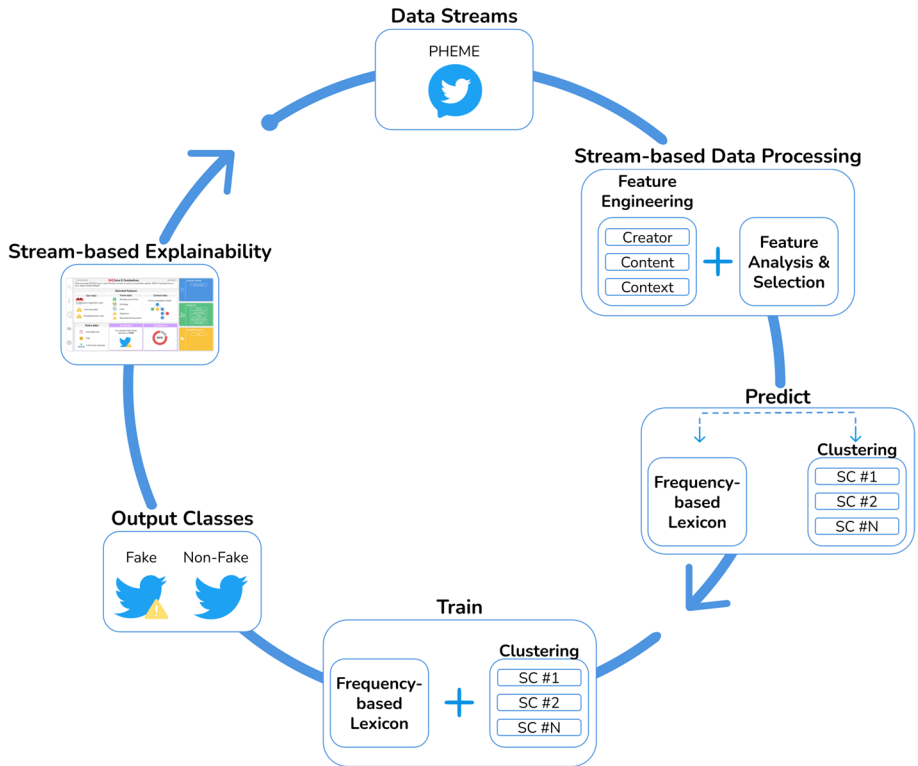 Data Streams
PHEME
Stream-based Data Processing
Feature
Engineering
Creator
Content
Context
Feature
Analysis &
Selection
Predict
Frequency-
based
Lexicon
Clustering
SC #1
SC #2
SC #N
Train
Frequency-
based
Lexicon
Clustering
SC #1
SC #2
SC #N
Output Classes
Fake
Non-Fake
Stream-based Explainability